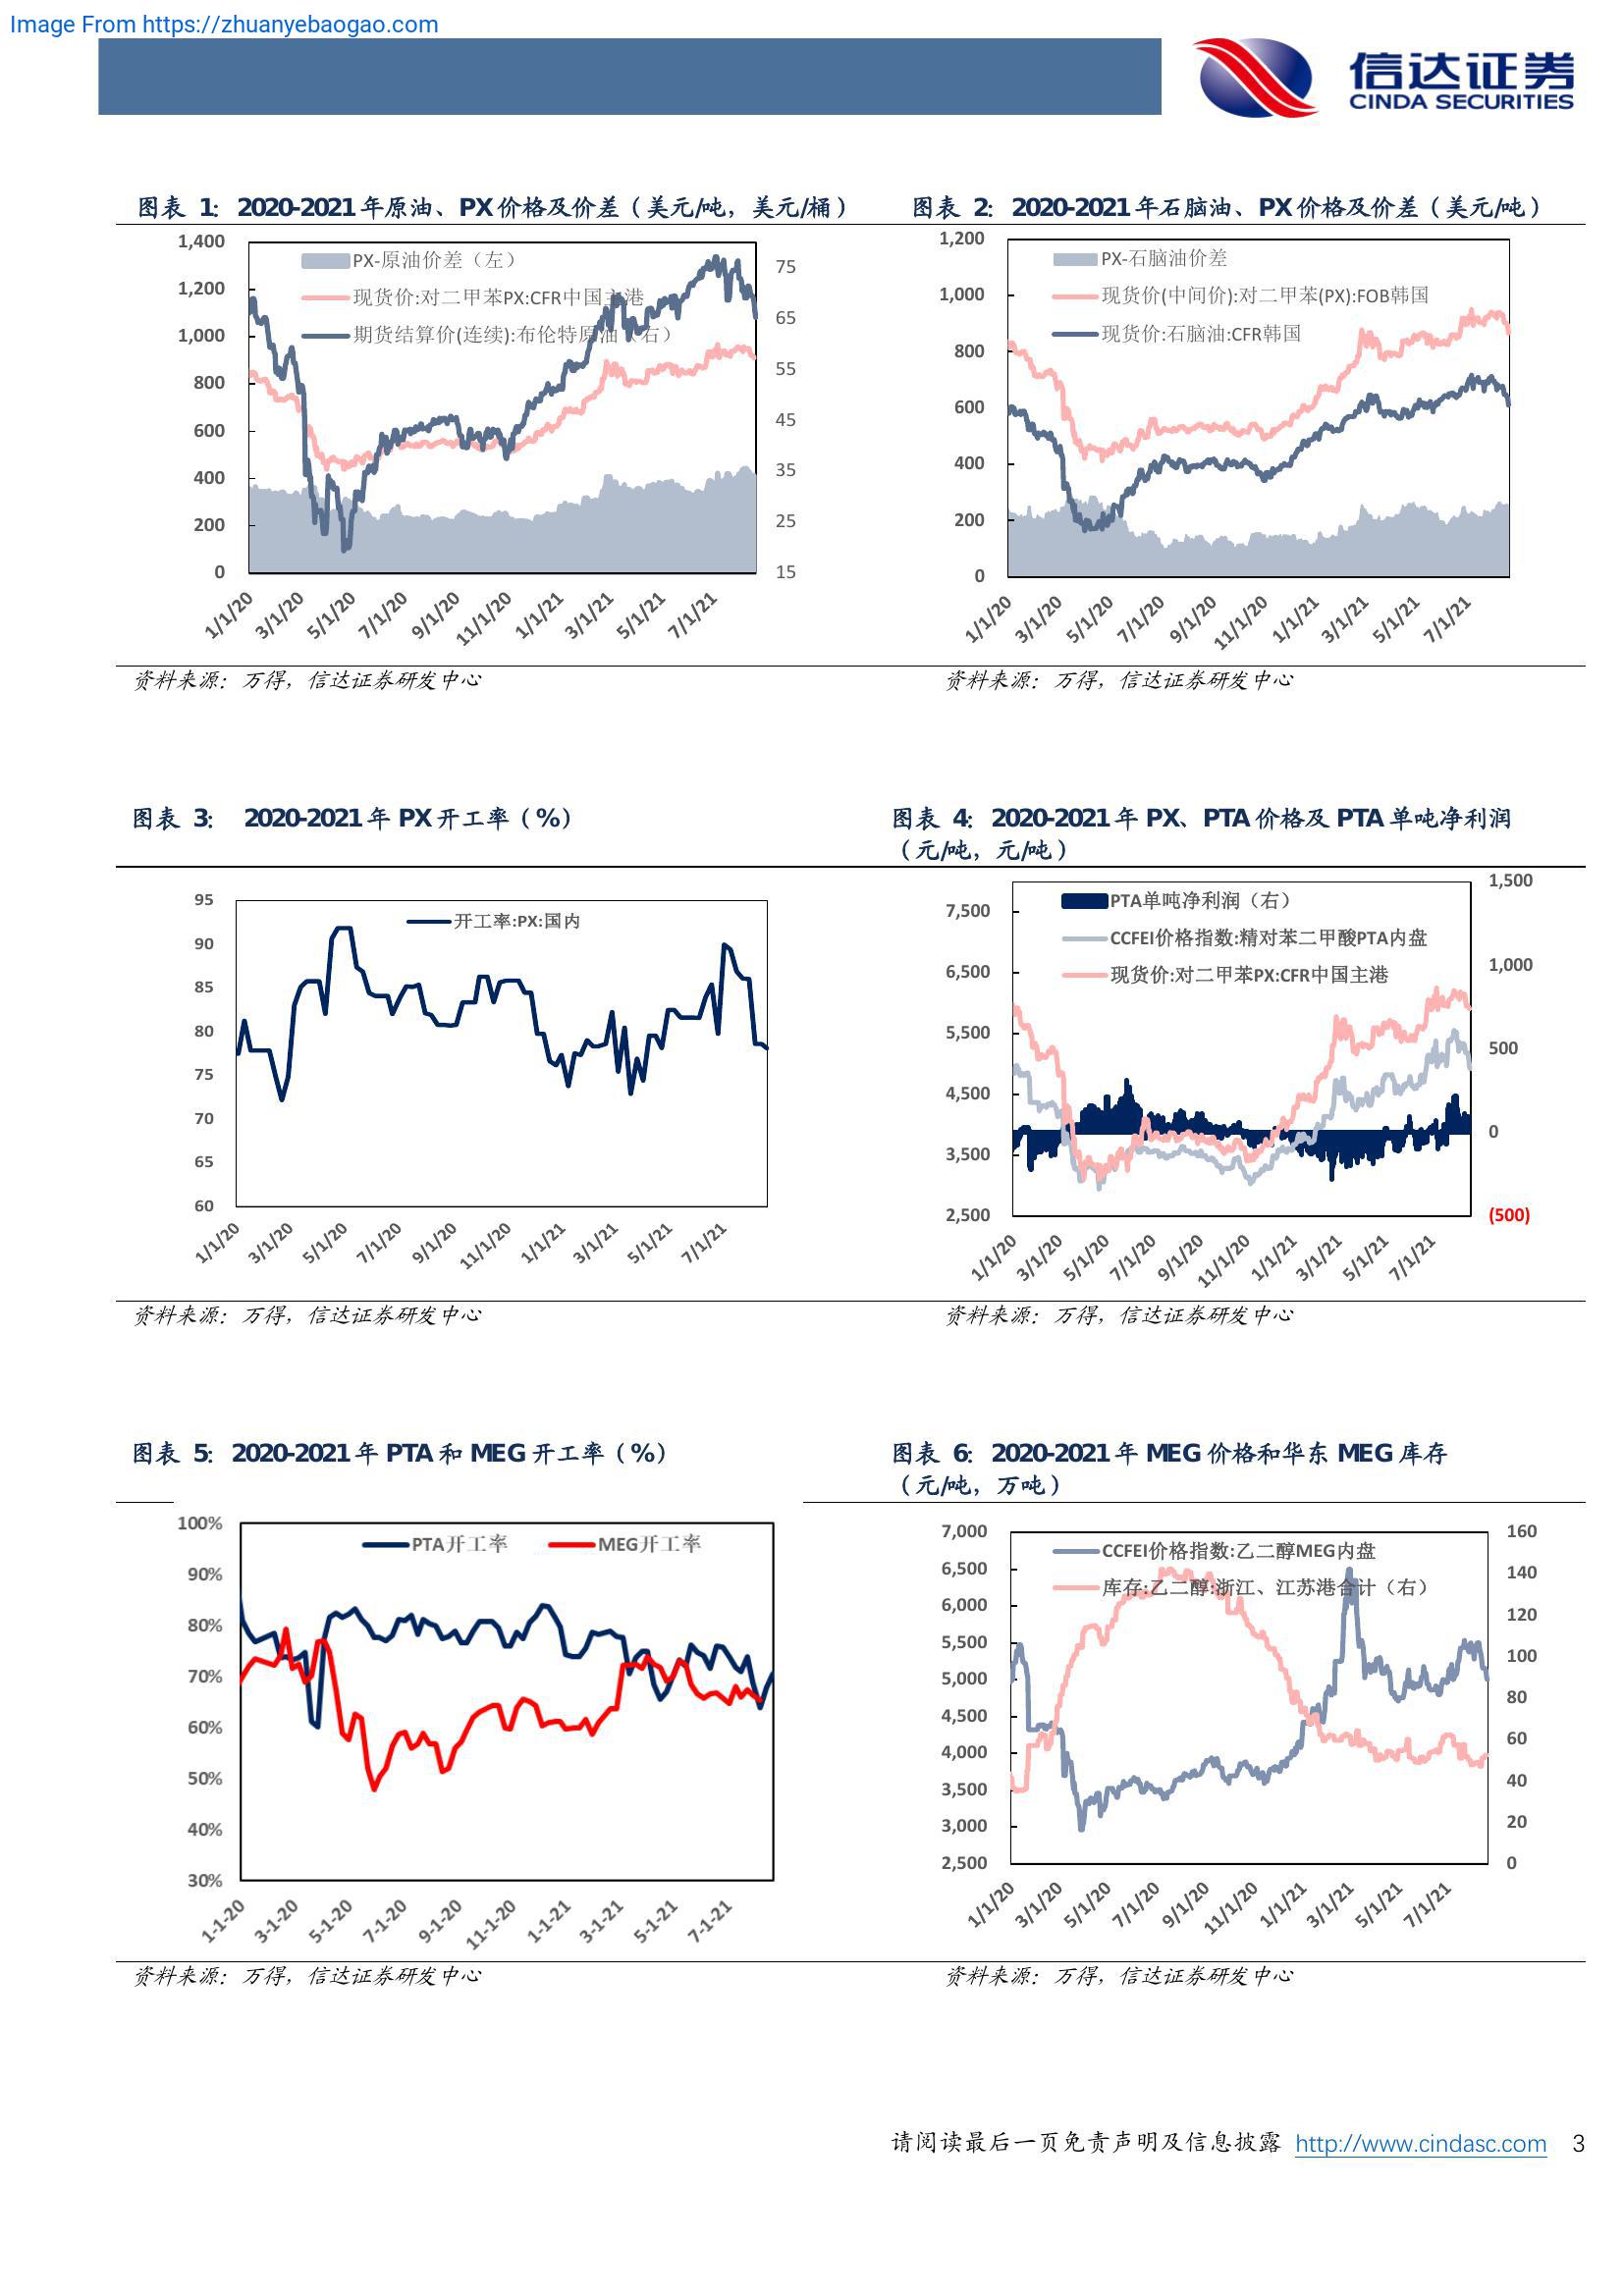 Image From https://zhuanyebaogao.com
信达证券
CINDA SECURITIES
图表 1: 2020-2021年原油、PX价格及价差(美元/吨,美元/桶)
1,400
1,200
1,000
800
600
400
200
0
PX-原油价差(左)
现货价:对二甲苯PX:CFR中国主港
期货结算价(连续):布伦特原油(右)
75
65
55
45
35
25
15
1/1/20 3/1/20 5/1/20 7/1/20 9/1/20 11/1/20 1/1/21 3/1/21 5/1/21 7/1/21
资料来源:万得,信达证券研发中心
图表 2: 2020-2021年石脑油、PX价格及价差(美元/吨)
1,200
1,000
800
600
400
200
0
PX-石脑油价差
现货价(中间价):对二甲苯(PX):FOB韩国
现货价:石脑油:CFR韩国
1/1/20 3/1/20 5/1/20 7/1/20 9/1/20 11/1/20 1/1/21 3/1/21 5/1/21 7/1/21
资料来源:万得,信达证券研发中心
图表 3: 2020-2021年 PX 开工率(%)
95
90
85
80
75
70
65
60
开工率:PX:国内
1/1/20 3/1/20 5/1/20 7/1/20 9/1/20 11/1/20 1/1/21 3/1/21 5/1/21 7/1/21
资料来源:万得,信达证券研发中心
图表 4: 2020-2021年 PX、PTA 价格及 PTA 单吨净利润
(元/吨,元/吨)
7,500
6,500
5,500
4,500
3,500
2,500
PTA单吨净利润(右)
CCFEI价格指数:精对苯二甲酸PTA内盘
现货价:对二甲苯PX:CFR中国主港
1,500
1,000
500
0
(500)
1/1/20 3/1/20 5/1/20 7/1/20 9/1/20 11/1/20 1/1/21 3/1/21 5/1/21 7/1/21
资料来源:万得,信达证券研发中心
图表 5: 2020-2021年 PTA 和 MEG 开工率(%)
100%
90%
80%
70%
60%
50%
40%
30%
PTA开工率 MEG开工率
1-1-20 3-1-20 5-1-20 7-1-20 9-1-20 11-1-20 1-1-21 3-1-21 5-1-21 7-1-21
资料来源:万得,信达证券研发中心
图表 6: 2020-2021年 MEG 价格和华东 MEG 库存
(元/吨,万吨)
7,000
6,500
6,000
5,500
5,000
4,500
4,000
3,500
3,000
2,500
CCFEI价格指数:乙二醇MEG内盘
库存:乙二醇:浙江、江苏港合计(右)
160
140
120
100
80
60
40
20
0
1/1/20 3/1/20 5/1/20 7/1/20 9/1/20 11/1/20 1/1/21 3/1/21 5/1/21 7/1/21
资料来源:万得,信达证券研发中心
请阅读最后一页免责声明及信息披露 http://www.cindasc.com 3